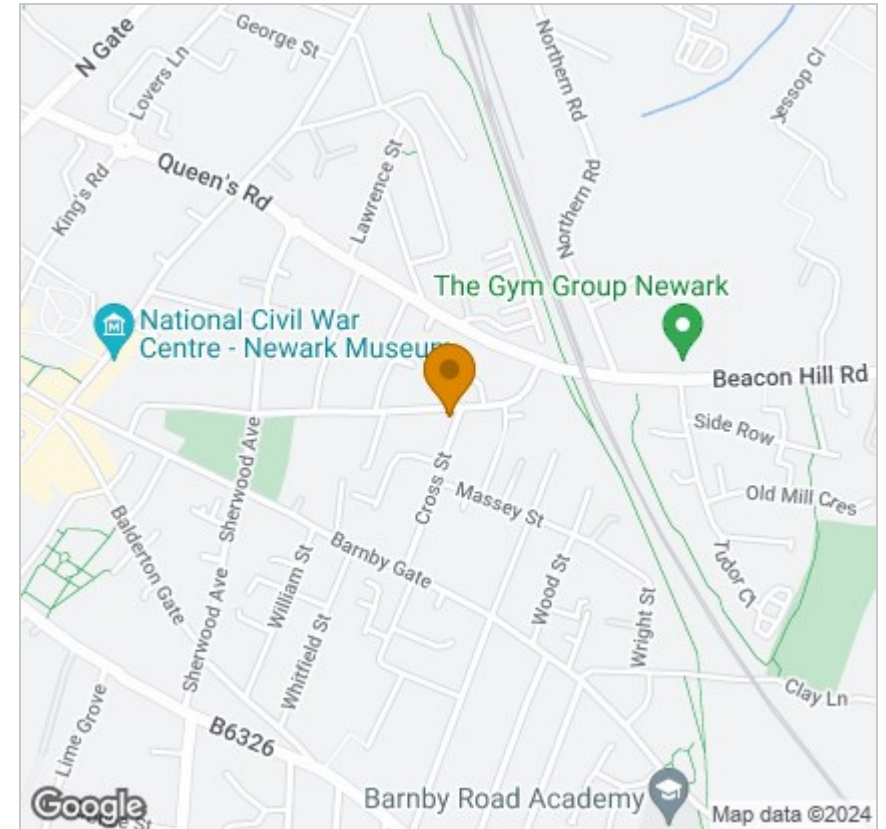 N Gate
George St
Lovers Ln
Northern Rd
Jessop Cl
Queen's Rd
Lawrence St
King's Rd
Northern Rd
The Gym Group Newark
National Civil War
Centre - Newark Museum
Beacon Hill Rd
Side Row
Sherwood Ave
Cross St
Massey St
Old Mill Cres
Balderton Gate
Barnby Gate
William St
Wood St
Tudor Cl
Sherwood Ave
Whitfield St
Wright St
Clay Ln
Lime Grove
B6326
Barnby Road Academy
Google
Map data ©2024